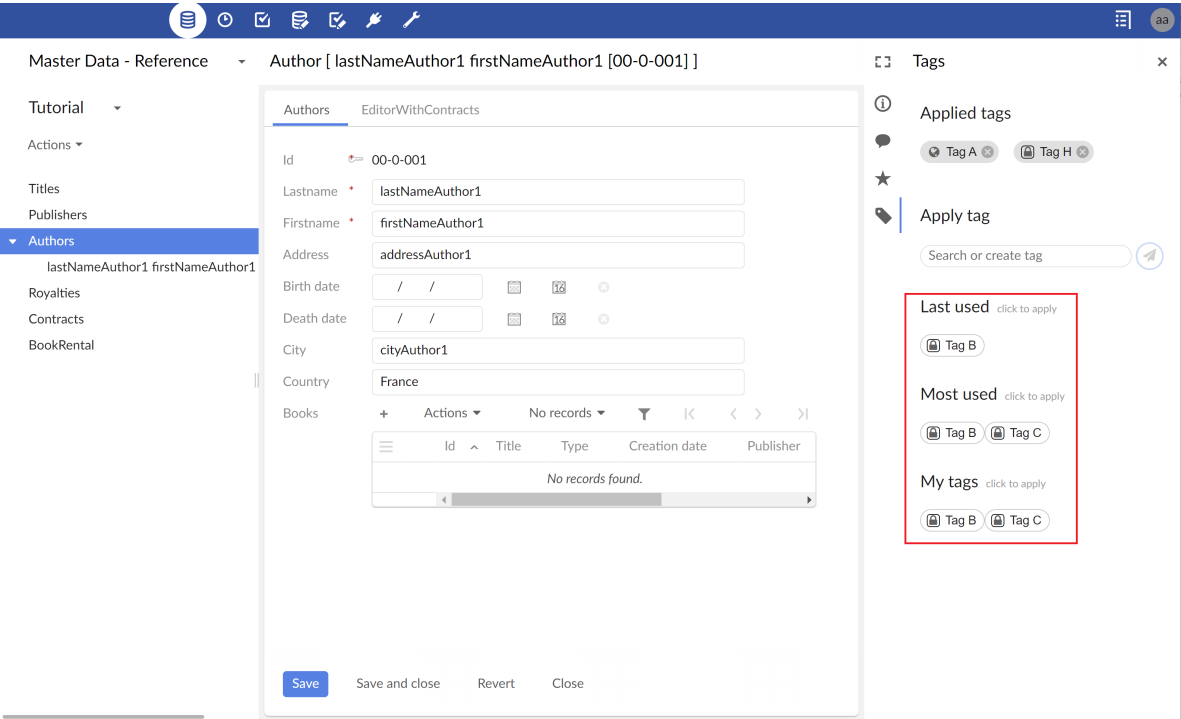 aa
Master Data - Reference
Author [ lastNameAuthor1 firstNameAuthor1 [00-0-001] ]
Tags
Tutorial
Actions
Titles
Publishers
Authors
lastNameAuthor1 firstNameAuthor1
Royalties
Contracts
BookRental
Authors EditorWithContracts
Id 00-0-001
Lastname * lastNameAuthor1
Firstname * firstNameAuthor1
Address addressAuthor1
Birth date / / 16
Death date / / 16
City cityAuthor1
Country France
Books + Actions No records
Id Title Type Creation date Publisher
No records found.
Save Save and close Revert Close
Applied tags
Tag A Tag H
Apply tag
Search or create tag
Last used click to apply
Tag B
Most used click to apply
Tag B Tag C
My tags click to apply
Tag B Tag C